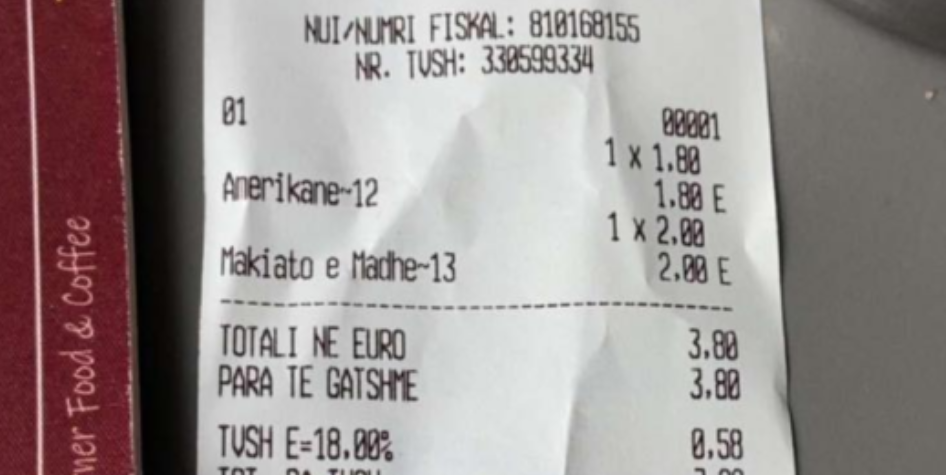 NUI/NUMRI FISKAL: 810168155
NR. TVSH: 330599334
01 00001
1 x 1.80
Amerikane~12 1.80 E
1 x 2.00
Makiato e Madhe~13 2.00 E
TOTALI NE EURO 3.80
PARA TE GATSHME 3.80
TVSH E=18.00% 0.58
ner Food & Coffee